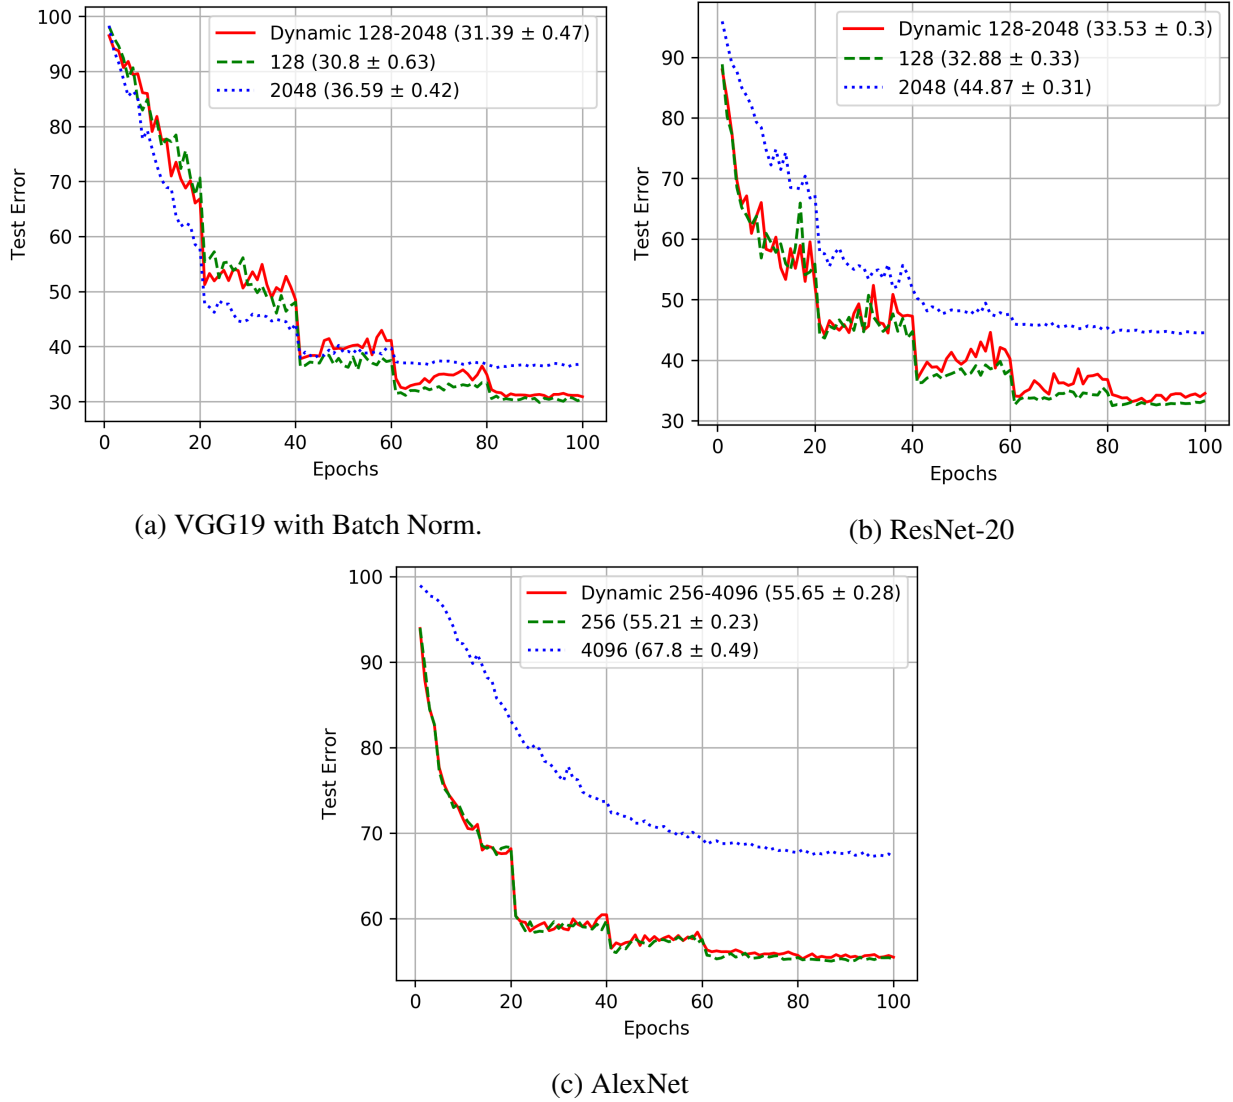 100
90
80
70
60
50
40
30
0 20 40 60 80 100
Test Error
Epochs
Dynamic 128-2048 (31.39 ± 0.47)
128 (30.8 ± 0.63)
2048 (36.59 ± 0.42)
(a) VGG19 with Batch Norm.
90
80
70
60
50
40
30
0 20 40 60 80 100
Test Error
Epochs
Dynamic 128-2048 (33.53 ± 0.3)
128 (32.88 ± 0.33)
2048 (44.87 ± 0.31)
(b) ResNet-20
100
90
80
70
60
0 20 40 60 80 100
Test Error
Epochs
Dynamic 256-4096 (55.65 ± 0.28)
256 (55.21 ± 0.23)
4096 (67.8 ± 0.49)
(c) AlexNet